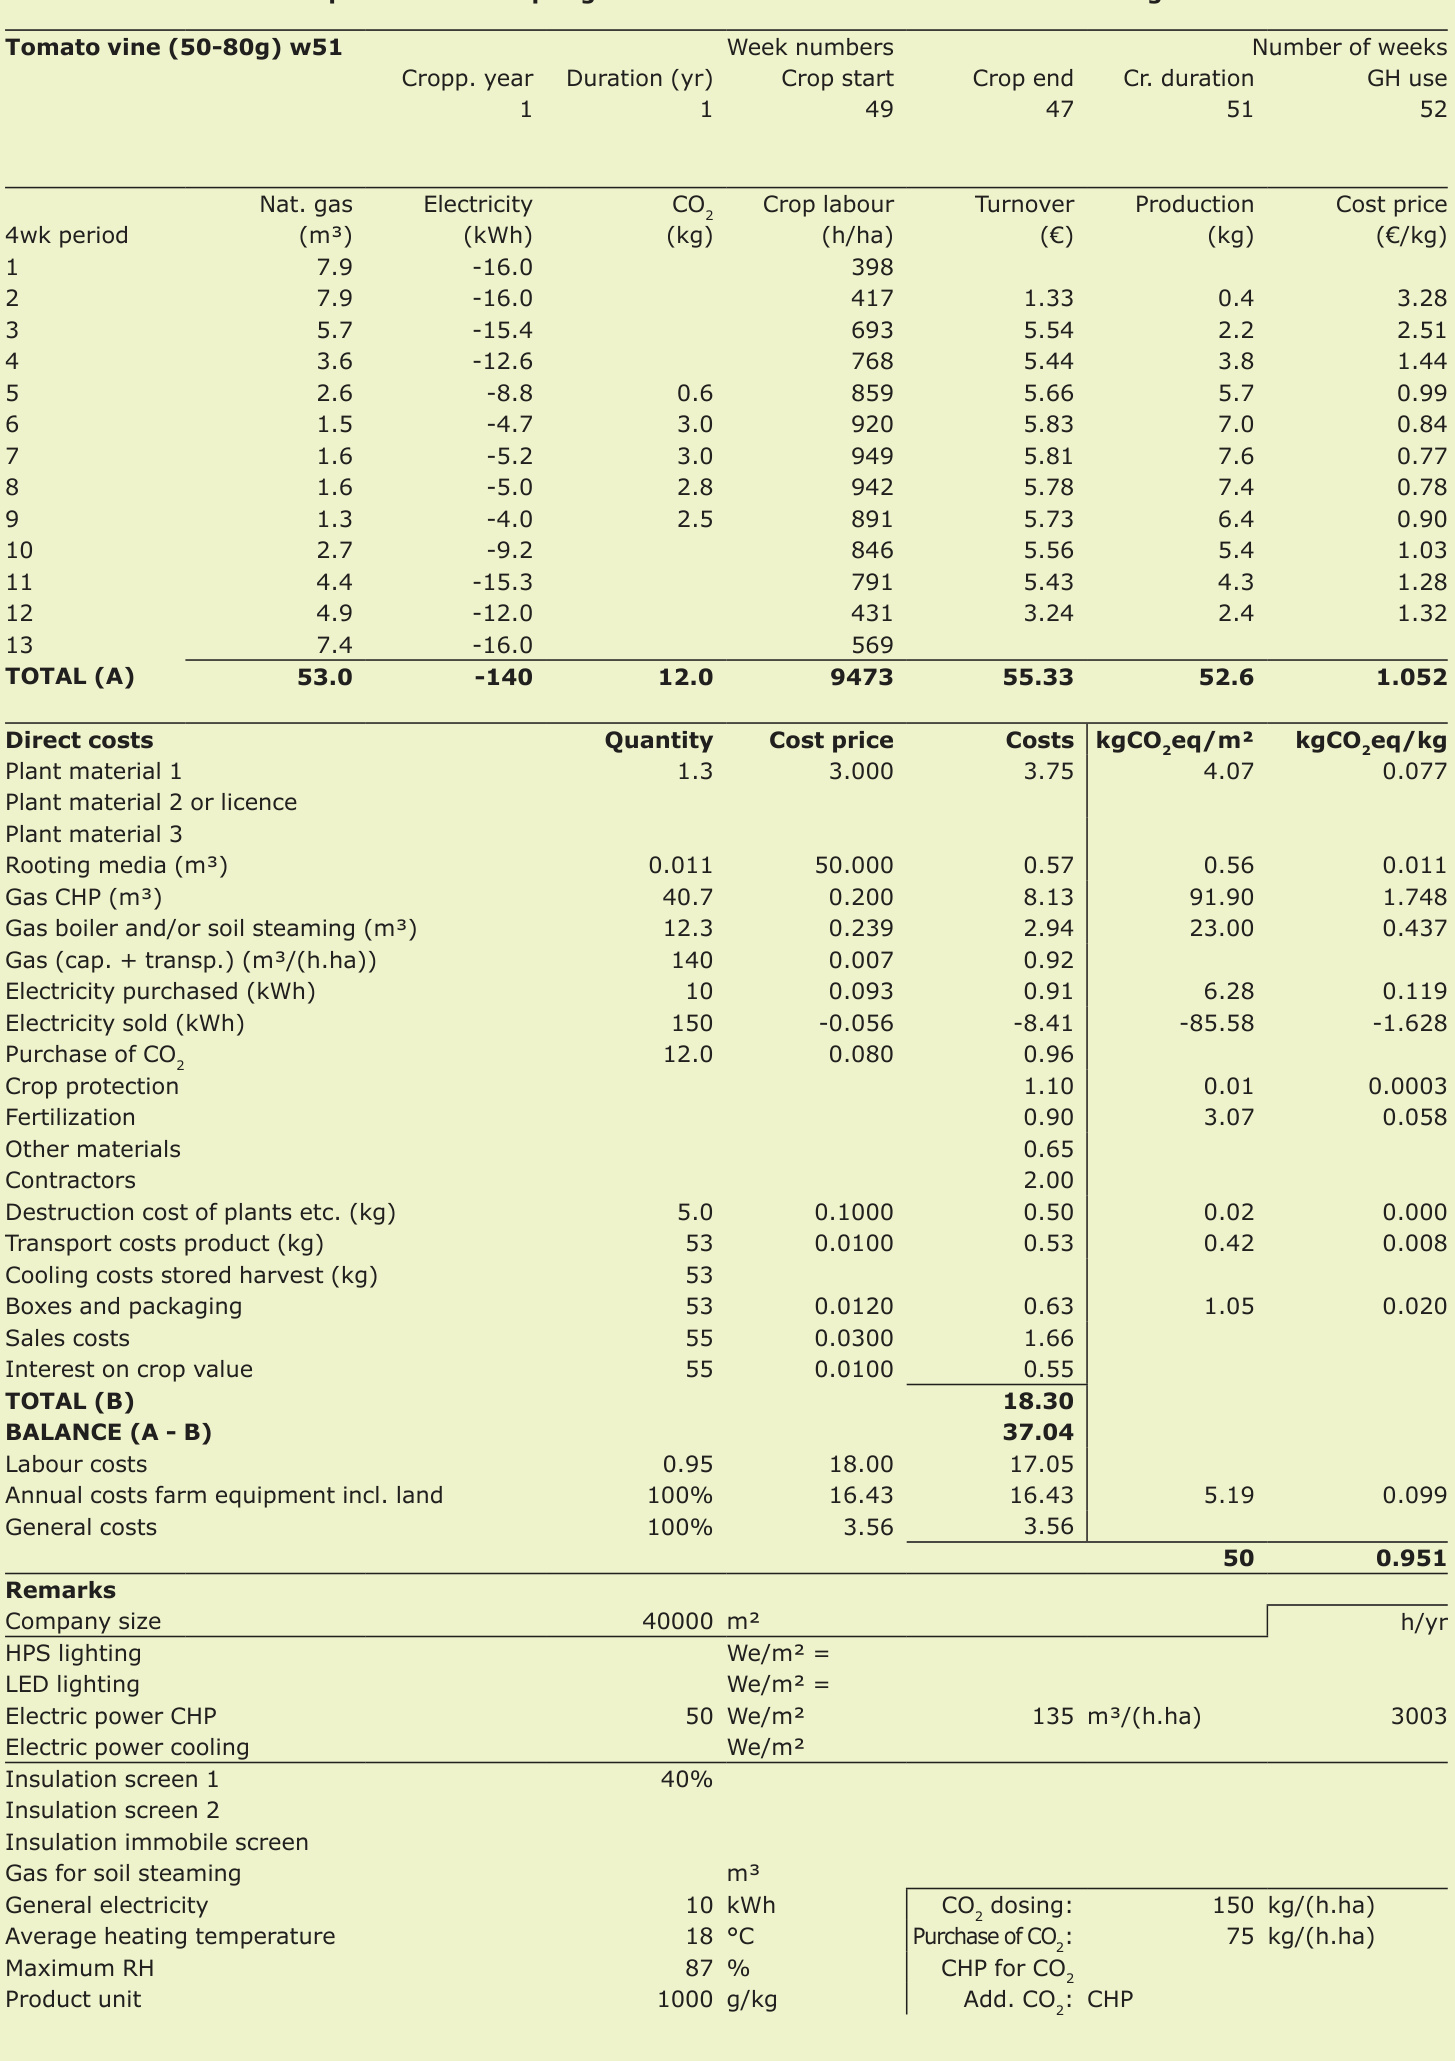 Tomato vine (50-80g) w51 Week numbers Number of weeks
Cropp. year Duration (yr) Crop start Crop end Cr. duration GH use
1 1 49 47 51 52
Nat. gas Electricity CO₂ Crop labour Turnover Production Cost price
4wk period (m³) (kWh) (kg) (h/ha) (€) (kg) (€/kg)
1 7.9 -16.0 398
2 7.9 -16.0 417 1.33 0.4 3.28
3 5.7 -15.4 693 5.54 2.2 2.51
4 3.6 -12.6 768 5.44 3.8 1.44
5 2.6 -8.8 0.6 859 5.66 5.7 0.99
6 1.5 -4.7 3.0 920 5.83 7.0 0.84
7 1.6 -5.2 3.0 949 5.81 7.6 0.77
8 1.6 -5.0 2.8 942 5.78 7.4 0.78
9 1.3 -4.0 2.5 891 5.73 6.4 0.90
10 2.7 -9.2 846 5.56 5.4 1.03
11 4.4 -15.3 791 5.43 4.3 1.28
12 4.9 -12.0 431 3.24 2.4 1.32
13 7.4 -16.0 569
TOTAL (A) 53.0 -140 12.0 9473 55.33 52.6 1.052
Direct costs Quantity Cost price Costs kgCO₂eq/m² kgCO₂eq/kg
Plant material 1 1.3 3.000 3.75 4.07 0.077
Plant material 2 or licence
Plant material 3
Rooting media (m³) 0.011 50.000 0.57 0.56 0.011
Gas CHP (m³) 40.7 0.200 8.13 91.90 1.748
Gas boiler and/or soil steaming (m³) 12.3 0.239 2.94 23.00 0.437
Gas (cap. + transp.) (m³/(h.ha)) 140 0.007 0.92
Electricity purchased (kWh) 10 0.093 0.91 6.28 0.119
Electricity sold (kWh) 150 -0.056 -8.41 -85.58 -1.628
Purchase of CO₂ 12.0 0.080 0.96
Crop protection 1.10 0.01 0.0003
Fertilization 0.90 3.07 0.058
Other materials 0.65
Contractors 2.00
Destruction cost of plants etc. (kg) 5.0 0.1000 0.50 0.02 0.000
Transport costs product (kg) 53 0.0100 0.53 0.42 0.008
Cooling costs stored harvest (kg) 53
Boxes and packaging 53 0.0120 0.63 1.05 0.020
Sales costs 55 0.0300 1.66
Interest on crop value 55 0.0100 0.55
TOTAL (B) 18.30
BALANCE (A - B) 37.04
Labour costs 0.95 18.00 17.05
Annual costs farm equipment incl. land 100% 16.43 16.43 5.19 0.099
General costs 100% 3.56 3.56
50 0.951
Remarks
Company size 40000 m² h/yr
HPS lighting We/m² =
LED lighting We/m² =
Electric power CHP 50 We/m² 135 m³/(h.ha) 3003
Electric power cooling We/m²
Insulation screen 1 40%
Insulation screen 2
Insulation immobile screen
Gas for soil steaming m³
General electricity 10 kWh CO₂ dosing: 150 kg/(h.ha)
Average heating temperature 18 °C Purchase of CO₂: 75 kg/(h.ha)
Maximum RH 87 % CHP for CO₂
Product unit 1000 g/kg Add. CO₂: CHP